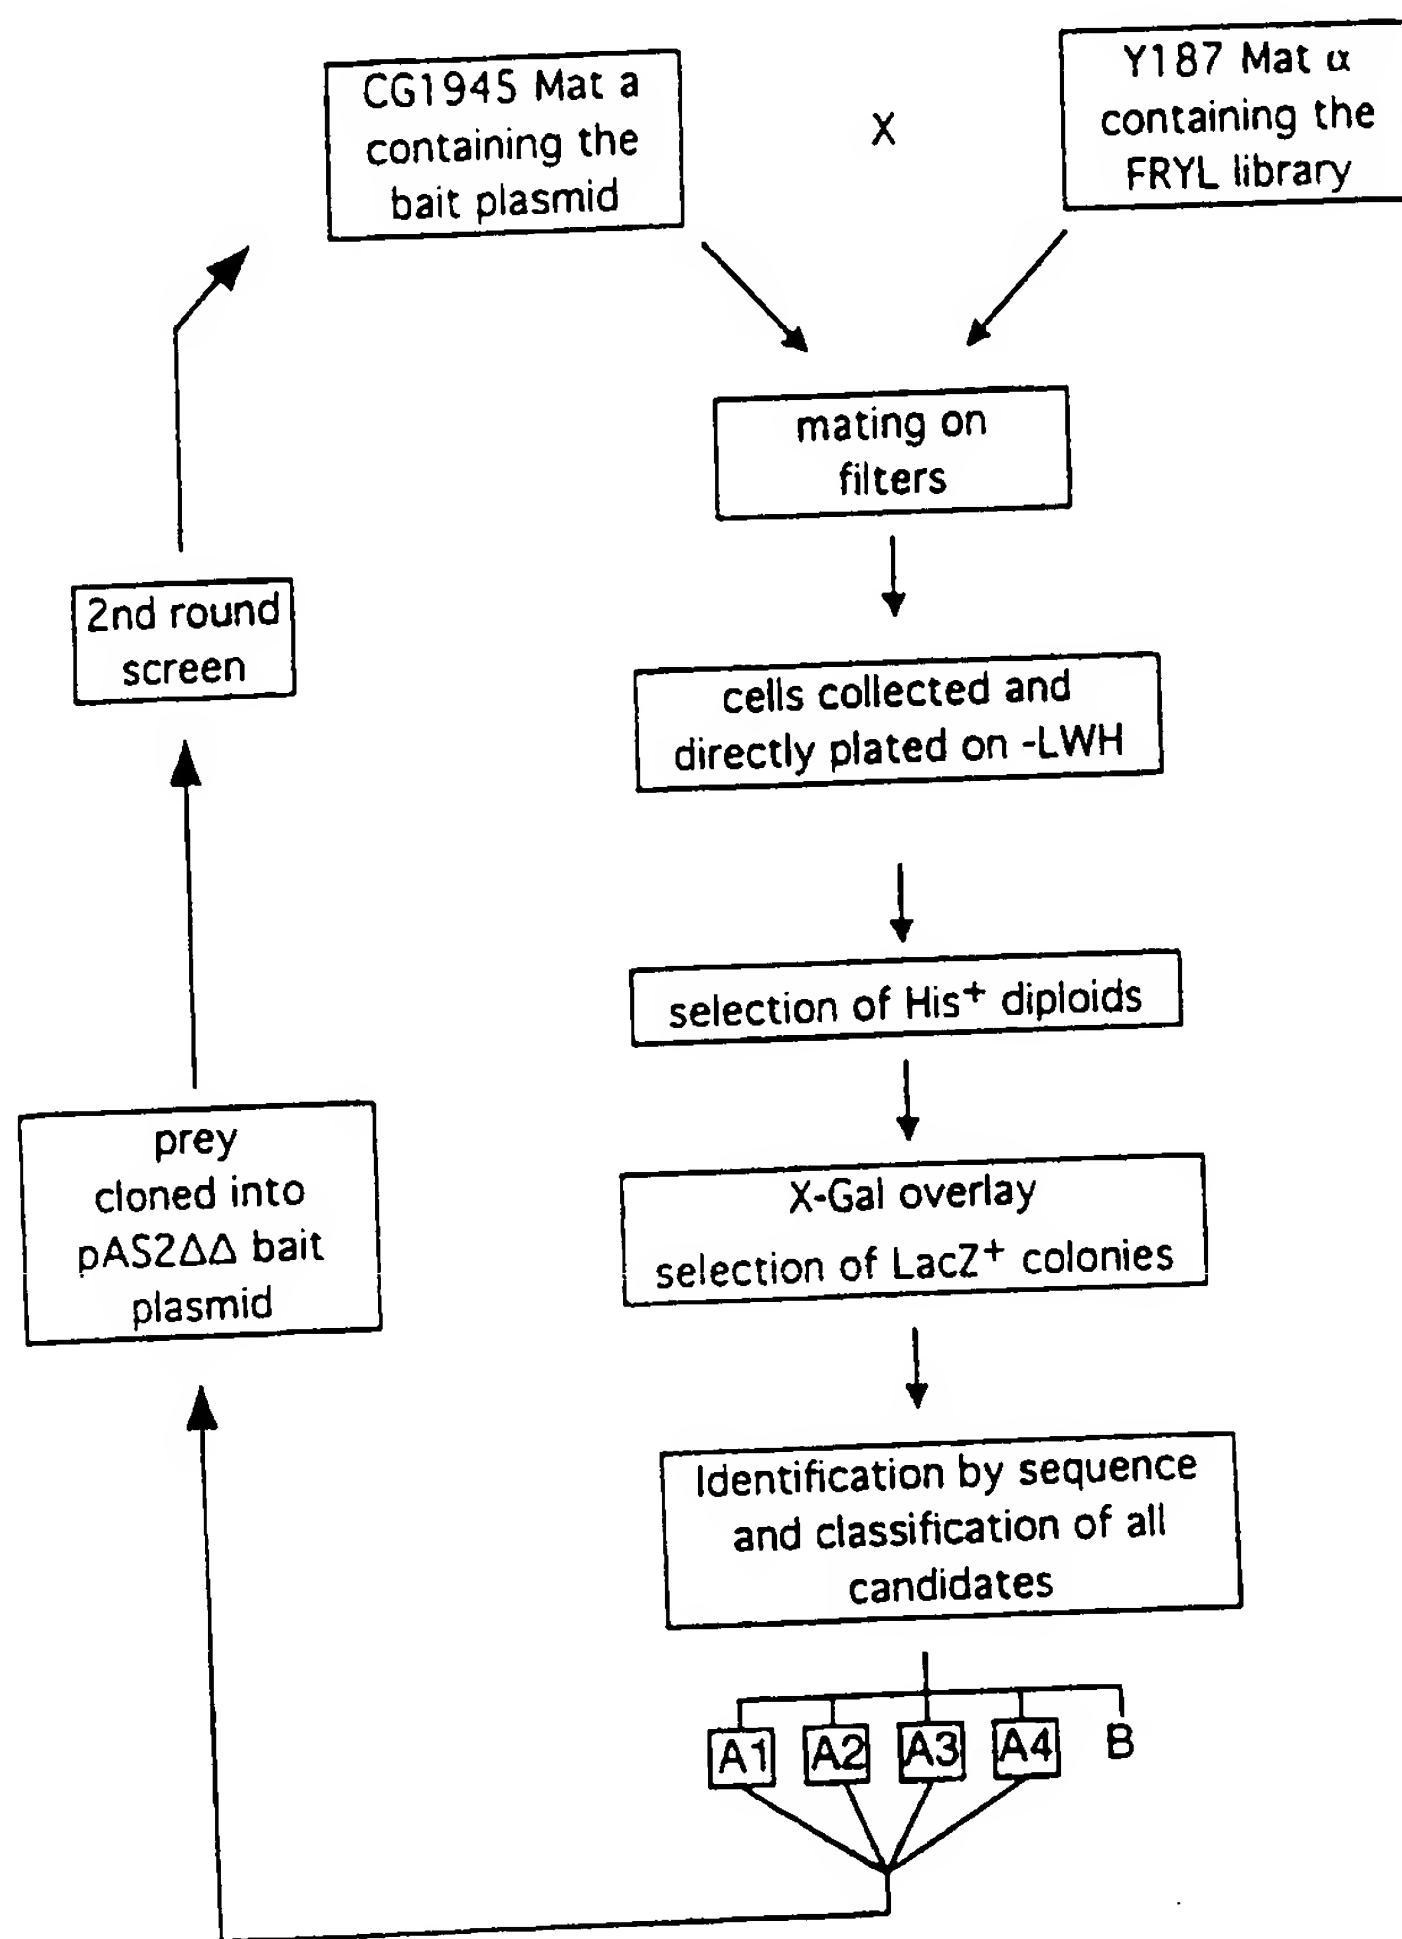 CG1945 Mat a
containing the
bait plasmid
X
Y187 Mat α
containing the
FRYL library
mating on
filters
2nd round
screen
cells collected and
directly plated on -LWH
selection of His⁺ diploids
prey
cloned into
pAS2ΔΔ bait
plasmid
X-Gal overlay
selection of LacZ⁺ colonies
Identification by sequence
and classification of all
candidates
A1 A2 A3 A4 B